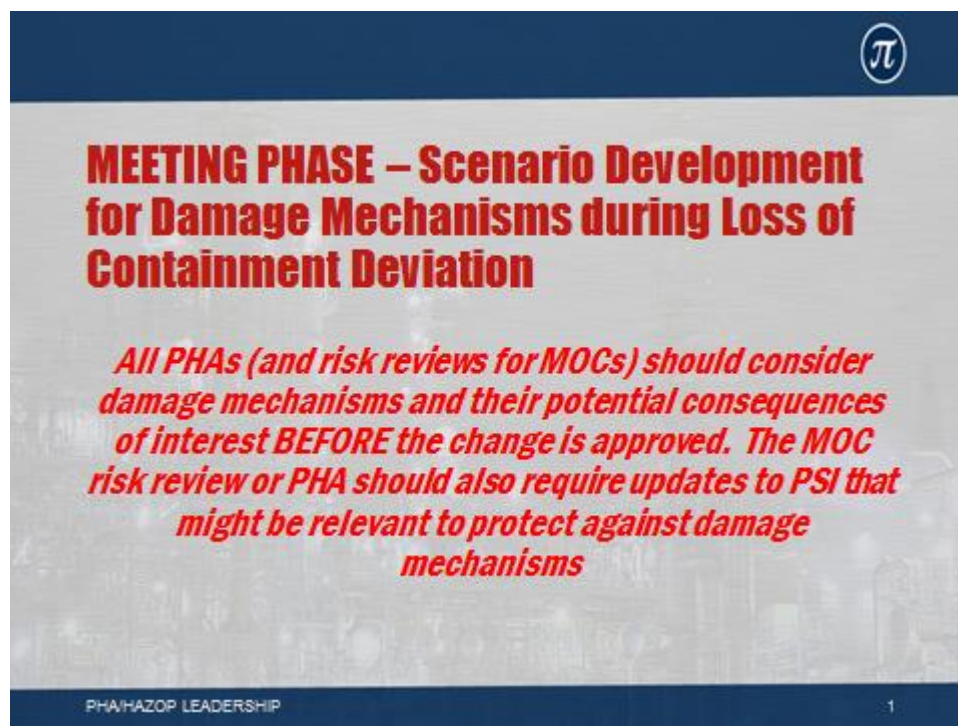 π
MEETING PHASE – Scenario Development
for Damage Mechanisms during Loss of
Containment Deviation
All PHAs (and risk reviews for MOCs) should consider
damage mechanisms and their potential consequences
of interest BEFORE the change is approved.  The MOC
risk review or PHA should also require updates to PSI that
might be relevant to protect against damage
mechanisms
PHA/HAZOP LEADERSHIP
1